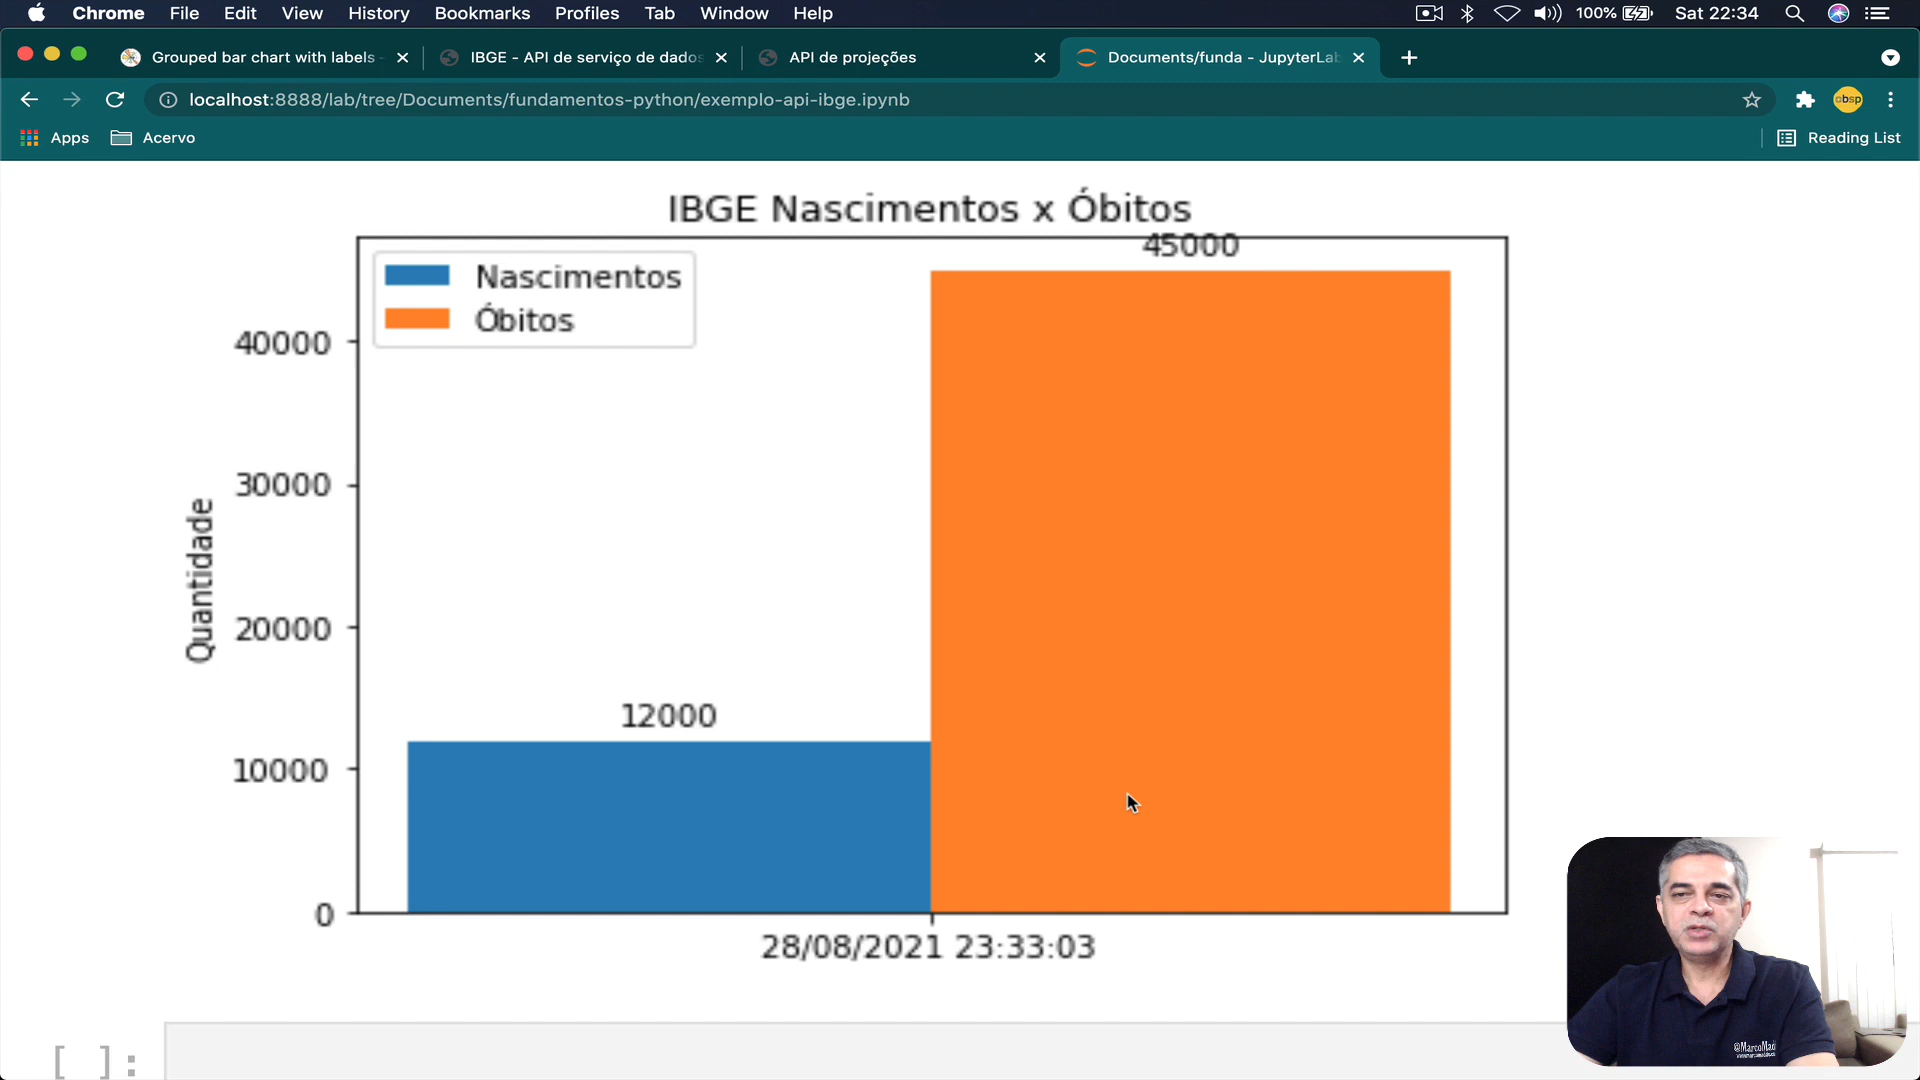 Chrome File Edit View History Bookmarks Profiles Tab Window Help 100% Sat 22:34
Grouped bar chart with labels - IBGE - API de serviço de dados API de projeções Documents/funda - JupyterLab
localhost:8888/lab/tree/Documents/fundamentos-python/exemplo-api-ibge.ipynb obsp
Apps Acervo Reading List
IBGE Nascimentos x Óbitos
45000
Nascimentos
Óbitos
40000
30000
Quantidade
20000
12000
10000
0
28/08/2021 23:33:03
[ ]:
@MarcoMad